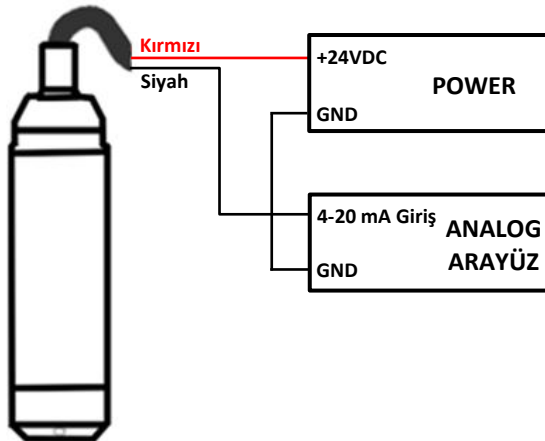 Kırmızı
Siyah
+24VDC
POWER
GND
4-20 mA Giriş
ANALOG
ARAYÜZ
GND